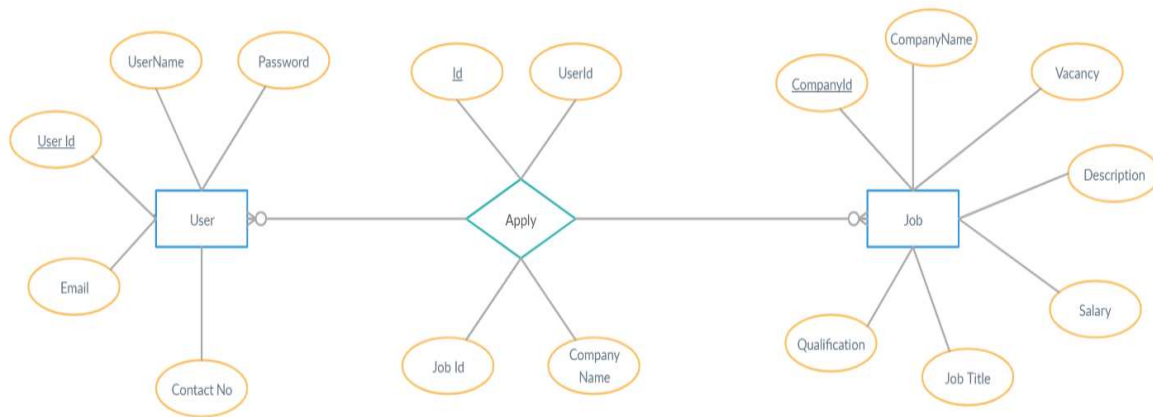 CompanyName
UserName
Password
Id
UserId
Vacancy
CompanyId
User Id
Description
User
Apply
Job
Email
Salary
Qualification
Company
Name
Job Id
Job Title
Contact No